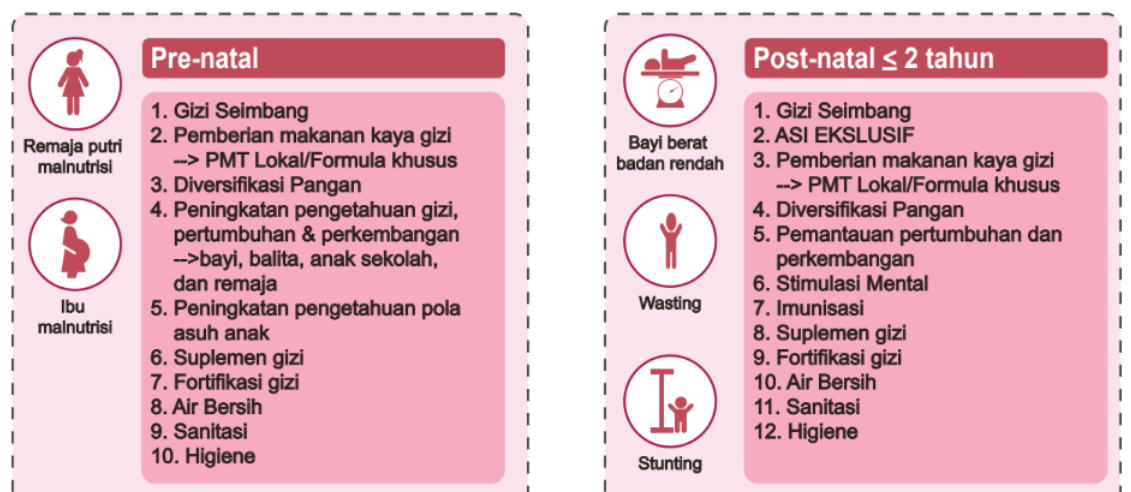 Pre-natal
Remaja putri
malnutrisi
Ibu
malnutrisi
1. Gizi Seimbang
2. Pemberian makanan kaya gizi
--> PMT Lokal/Formula khusus
3. Diversifikasi Pangan
4. Peningkatan pengetahuan gizi,
pertumbuhan & perkembangan
-->bayi, balita, anak sekolah,
dan remaja
5. Peningkatan pengetahuan pola
asuh anak
6. Suplemen gizi
7. Fortifikasi gizi
8. Air Bersih
9. Sanitasi
10. Higiene
Post-natal ≤ 2 tahun
Bayi berat
badan rendah
Wasting
Stunting
1. Gizi Seimbang
2. ASI EKSLUSIF
3. Pemberian makanan kaya gizi
--> PMT Lokal/Formula khusus
4. Diversifikasi Pangan
5. Pemantauan pertumbuhan dan
perkembangan
6. Stimulasi Mental
7. Imunisasi
8. Suplemen gizi
9. Fortifikasi gizi
10. Air Bersih
11. Sanitasi
12. Higiene